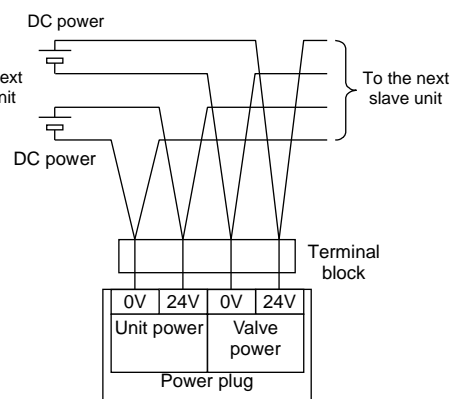 DC power
ext
nit
DC power
To the next
slave unit
Terminal
block
0V 24V 0V 24V
Unit power
Valve
power
Power plug